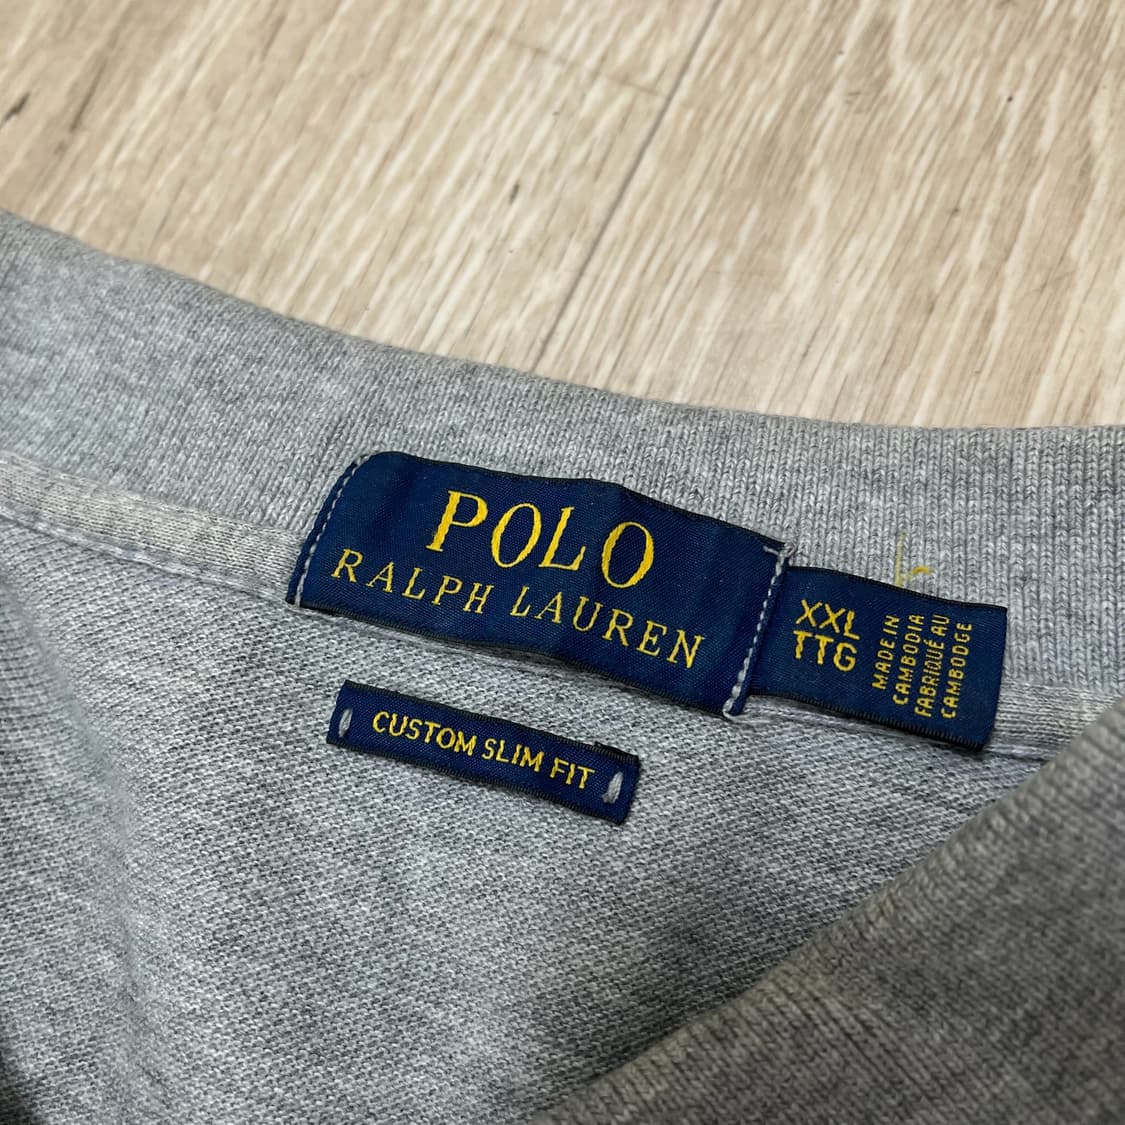 POLO
RALPH LAUREN
XXL
TTG
MADE IN
CAMBODIA
FABRIQUÉ AU
CAMBODGE
CUSTOM SLIM FIT